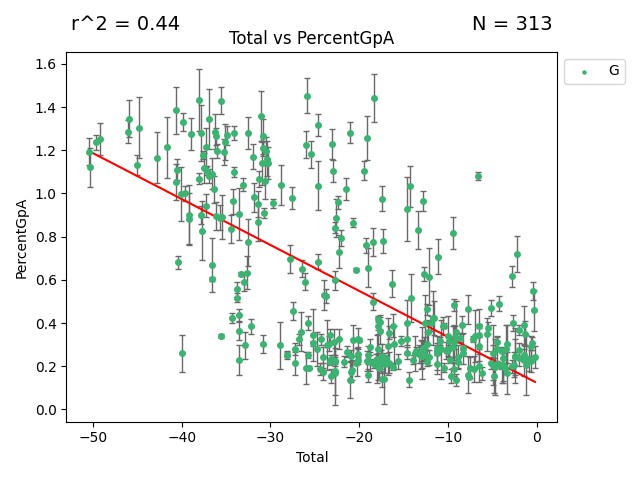 r^2 = 0.44
N = 313
Total vs PercentGpA
G
PercentGpA
1.6
1.4
1.2
1.0
0.8
0.6
0.4
0.2
0.0
−50 −40 −30 −20 −10 0
Total